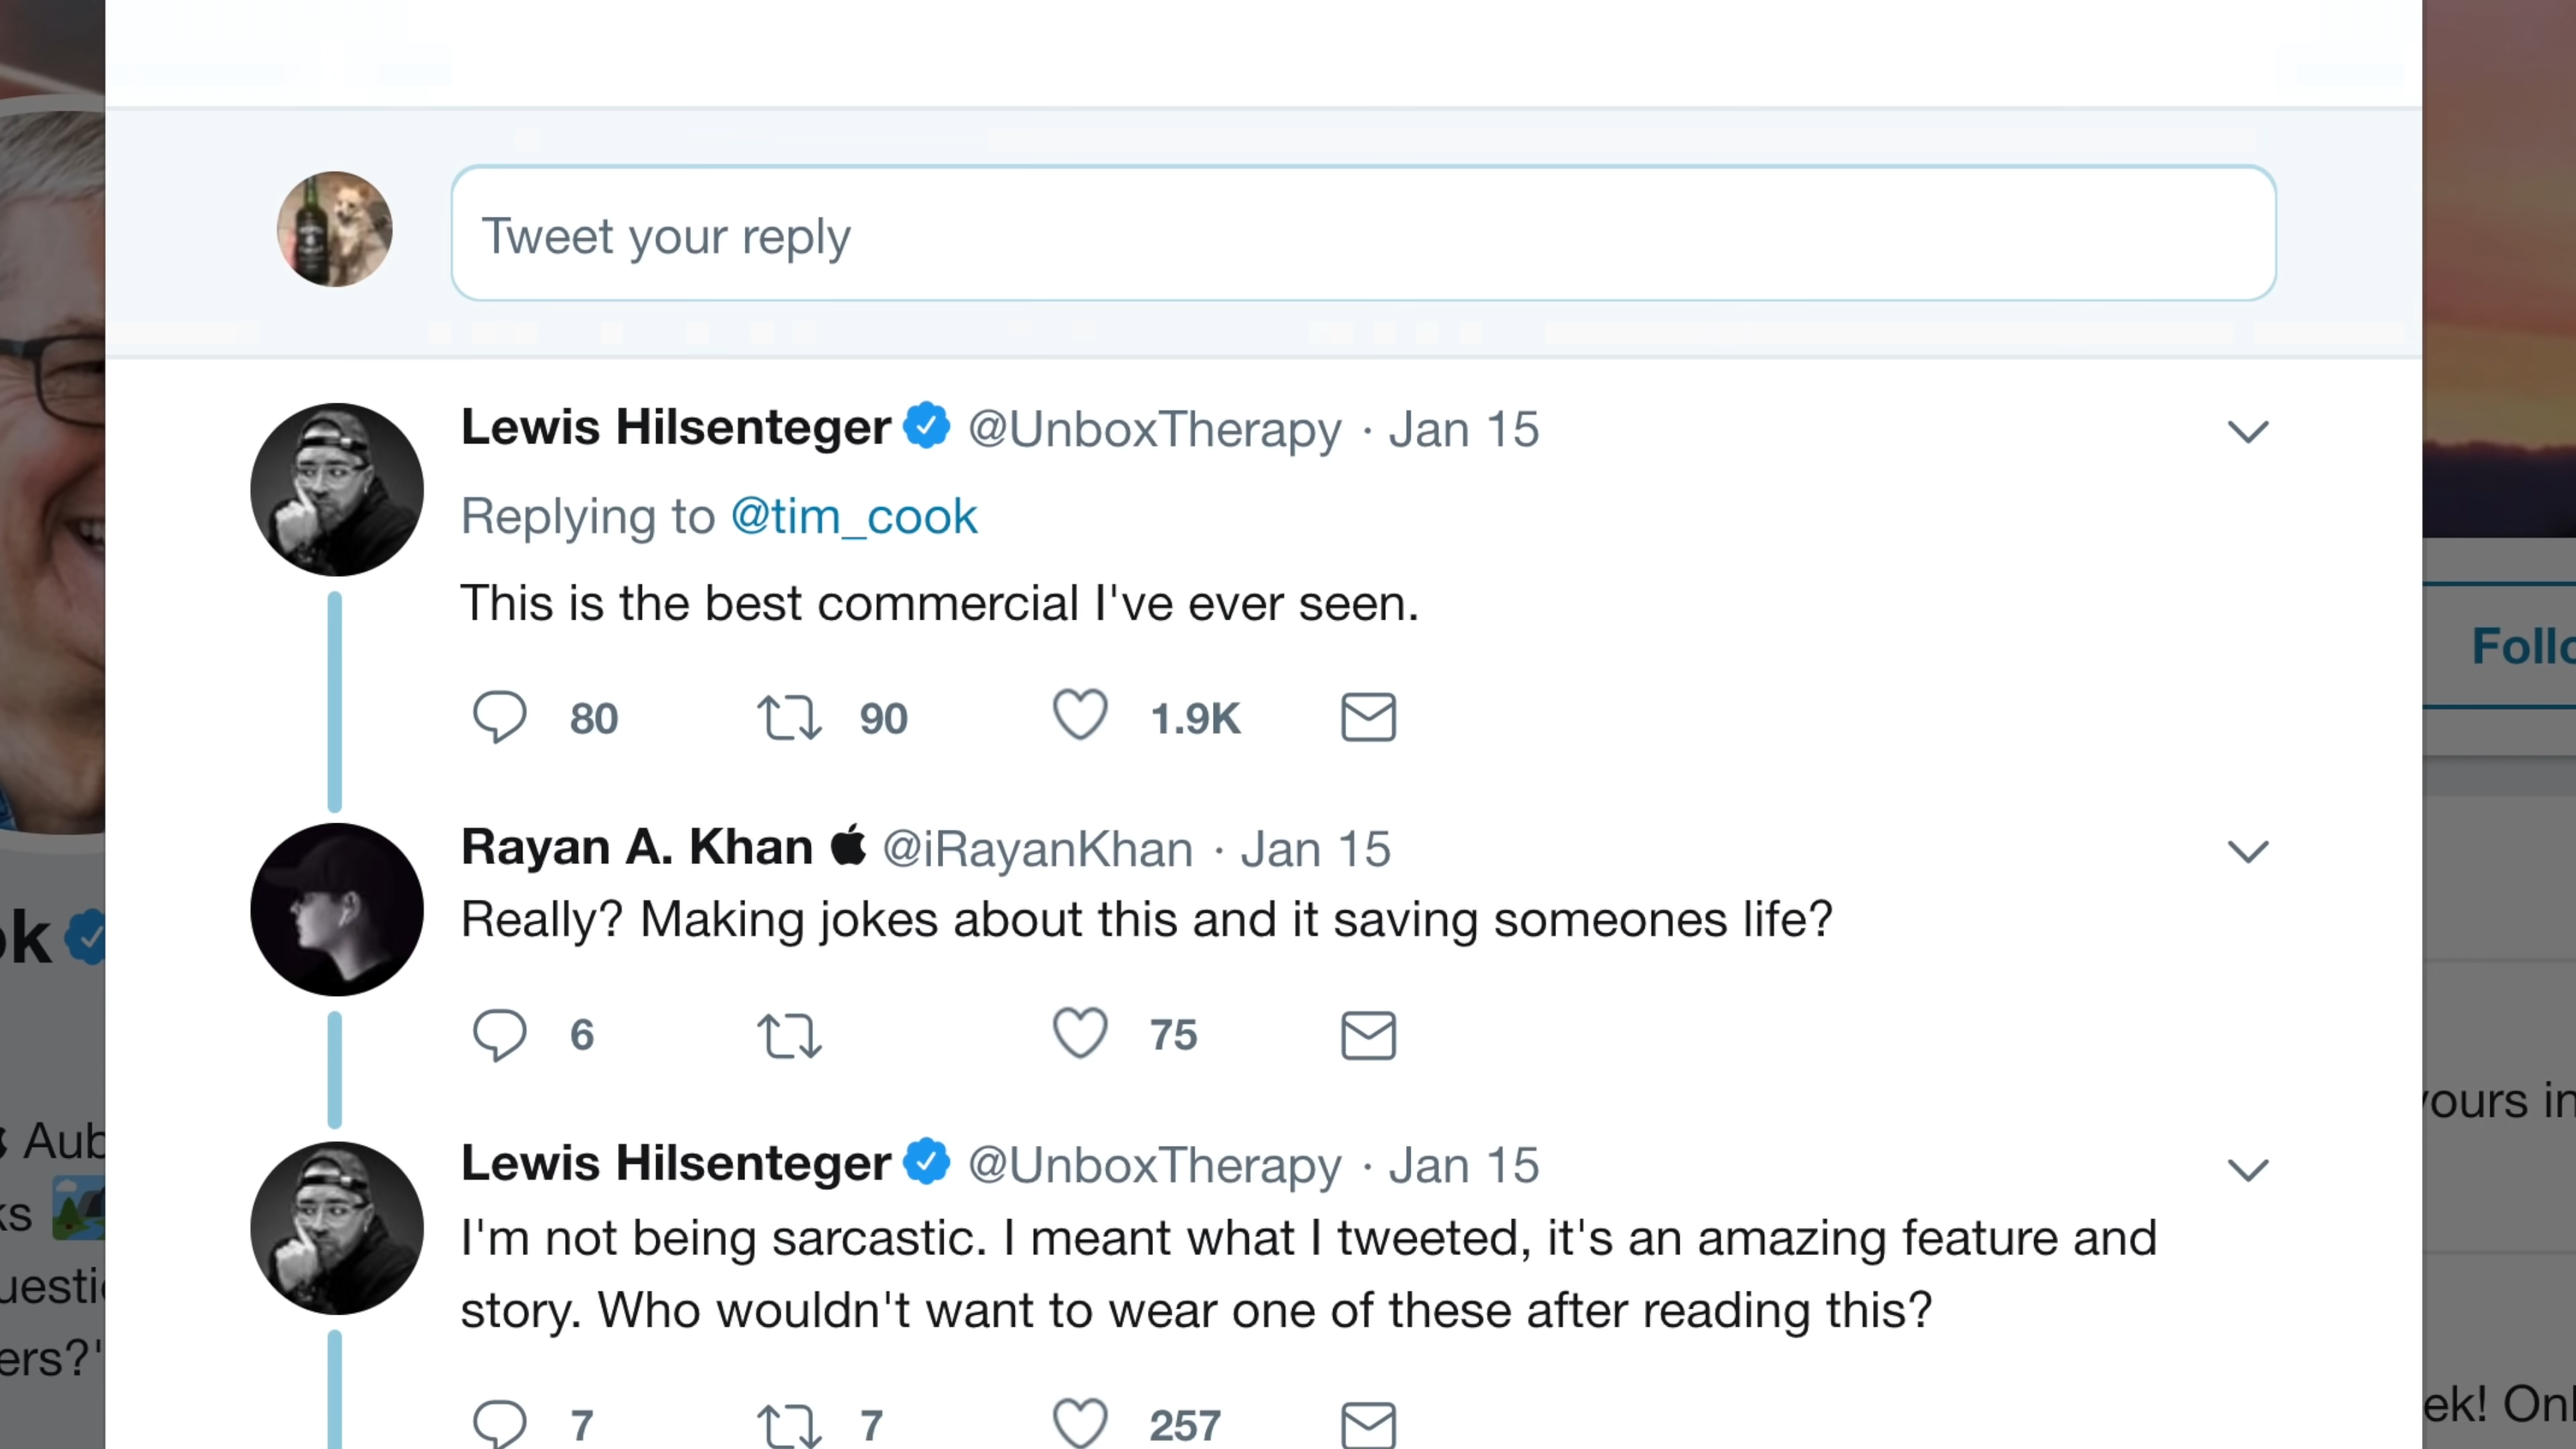 Tweet your reply
Lewis Hilsenteger @UnboxTherapy · Jan 15
Replying to @tim_cook
This is the best commercial I've ever seen.
80 90 1.9K
Rayan A. Khan @iRayanKhan · Jan 15
Really? Making jokes about this and it saving someones life?
6 75
Lewis Hilsenteger @UnboxTherapy · Jan 15
I'm not being sarcastic. I meant what I tweeted, it's an amazing feature and
story. Who wouldn't want to wear one of these after reading this?
7 7 257